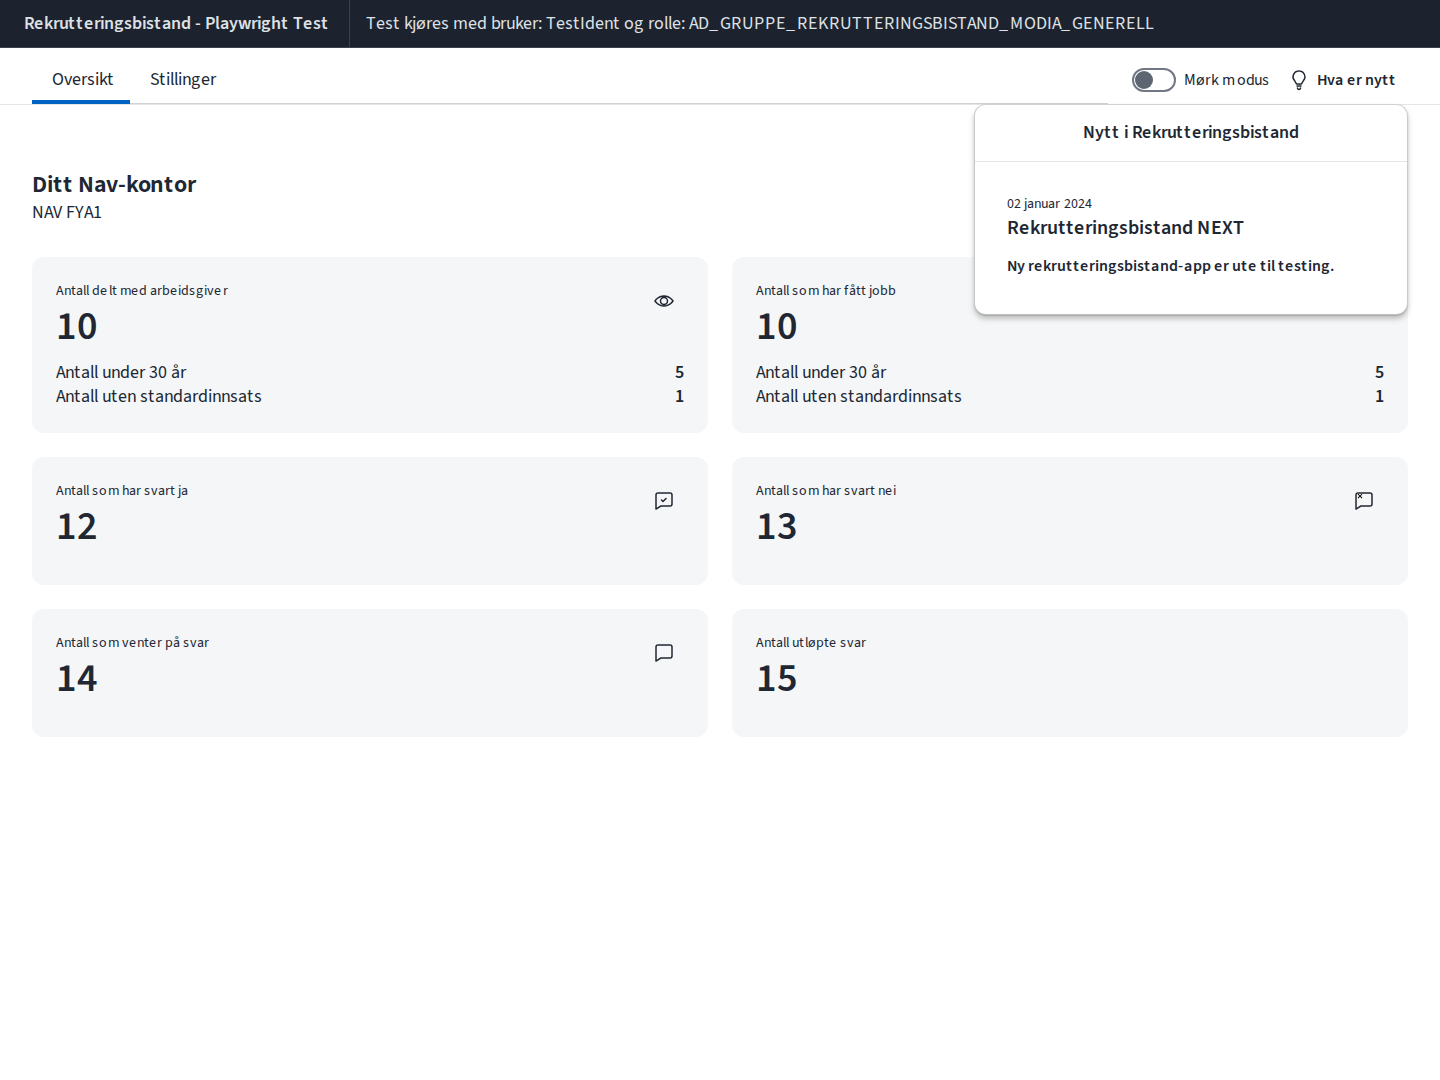 Rekrutteringsbistand - Playwright Test
Test kjøres med bruker: TestIdent og rolle: AD_GRUPPE_REKRUTTERINGSBISTAND_MODIA_GENERELL
Oversikt
Stillinger
Mørk modus
Hva er nytt
Nytt i Rekrutteringsbistand
02 januar 2024
Rekrutteringsbistand NEXT
Ny rekrutteringsbistand-app er ute til testing.
Ditt Nav-kontor
NAV FYA1
Antall delt med arbeidsgiver
10
Antall under 30 år 5
Antall uten standardinnsats 1
Antall som har fått jobb
10
Antall under 30 år 5
Antall uten standardinnsats 1
Antall som har svart ja
12
Antall som har svart nei
13
Antall som venter på svar
14
Antall utløpte svar
15